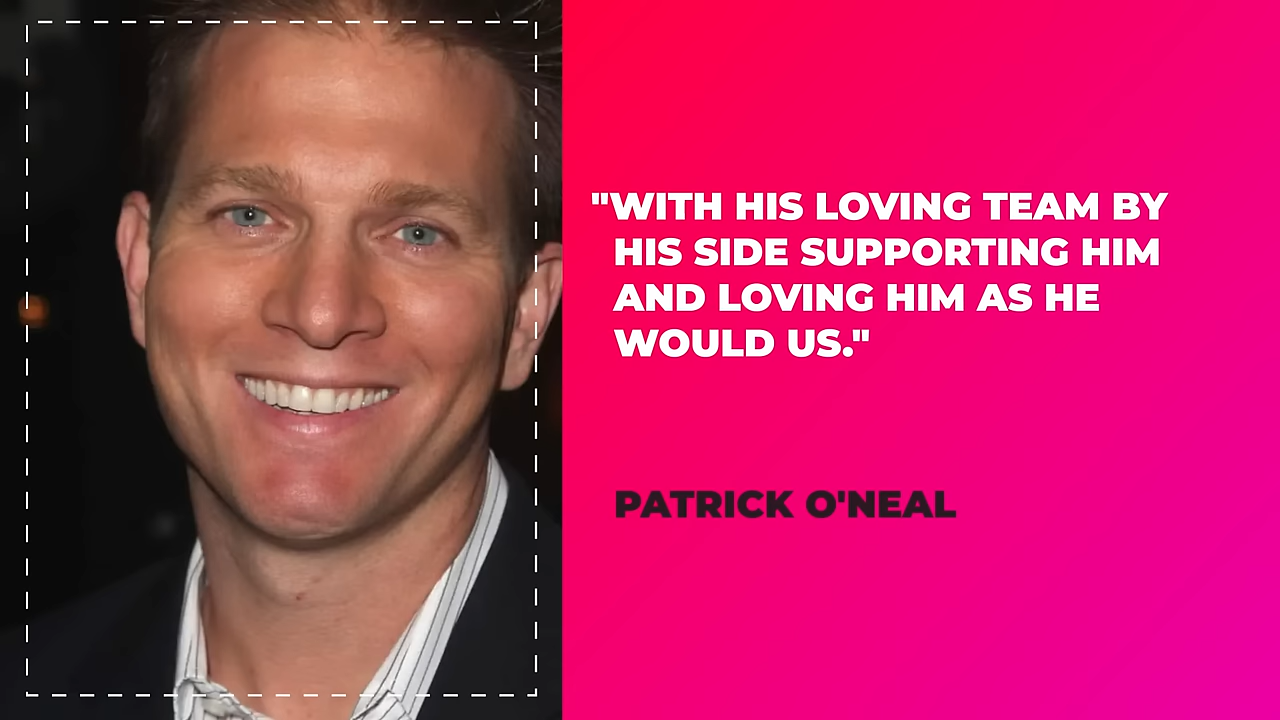 "WITH HIS LOVING TEAM BY
HIS SIDE SUPPORTING HIM
AND LOVING HIM AS HE
WOULD US."
PATRICK O'NEAL